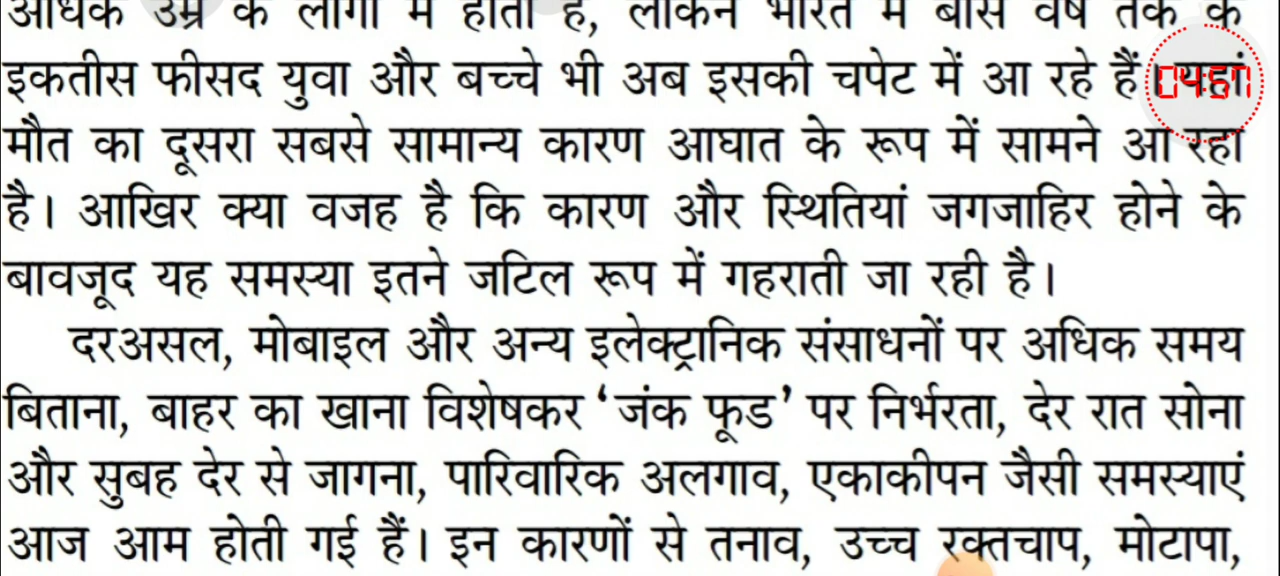 अधिक उम्र के लोगों में होता है, लेकिन भारत में बीस वर्ष तक के
इकतीस फीसद युवा और बच्चे भी अब इसकी चपेट में आ रहे हैं। यहां
04:57
मौत का दूसरा सबसे सामान्य कारण आघात के रूप में सामने आ रहा
है। आखिर क्या वजह है कि कारण और स्थितियां जगजाहिर होने के
बावजूद यह समस्या इतने जटिल रूप में गहराती जा रही है।
दरअसल, मोबाइल और अन्य इलेक्ट्रानिक संसाधनों पर अधिक समय
बिताना, बाहर का खाना विशेषकर ‘जंक फूड’ पर निर्भरता, देर रात सोना
और सुबह देर से जागना, पारिवारिक अलगाव, एकाकीपन जैसी समस्याएं
आज आम होती गई हैं। इन कारणों से तनाव, उच्च रक्तचाप, मोटापा,